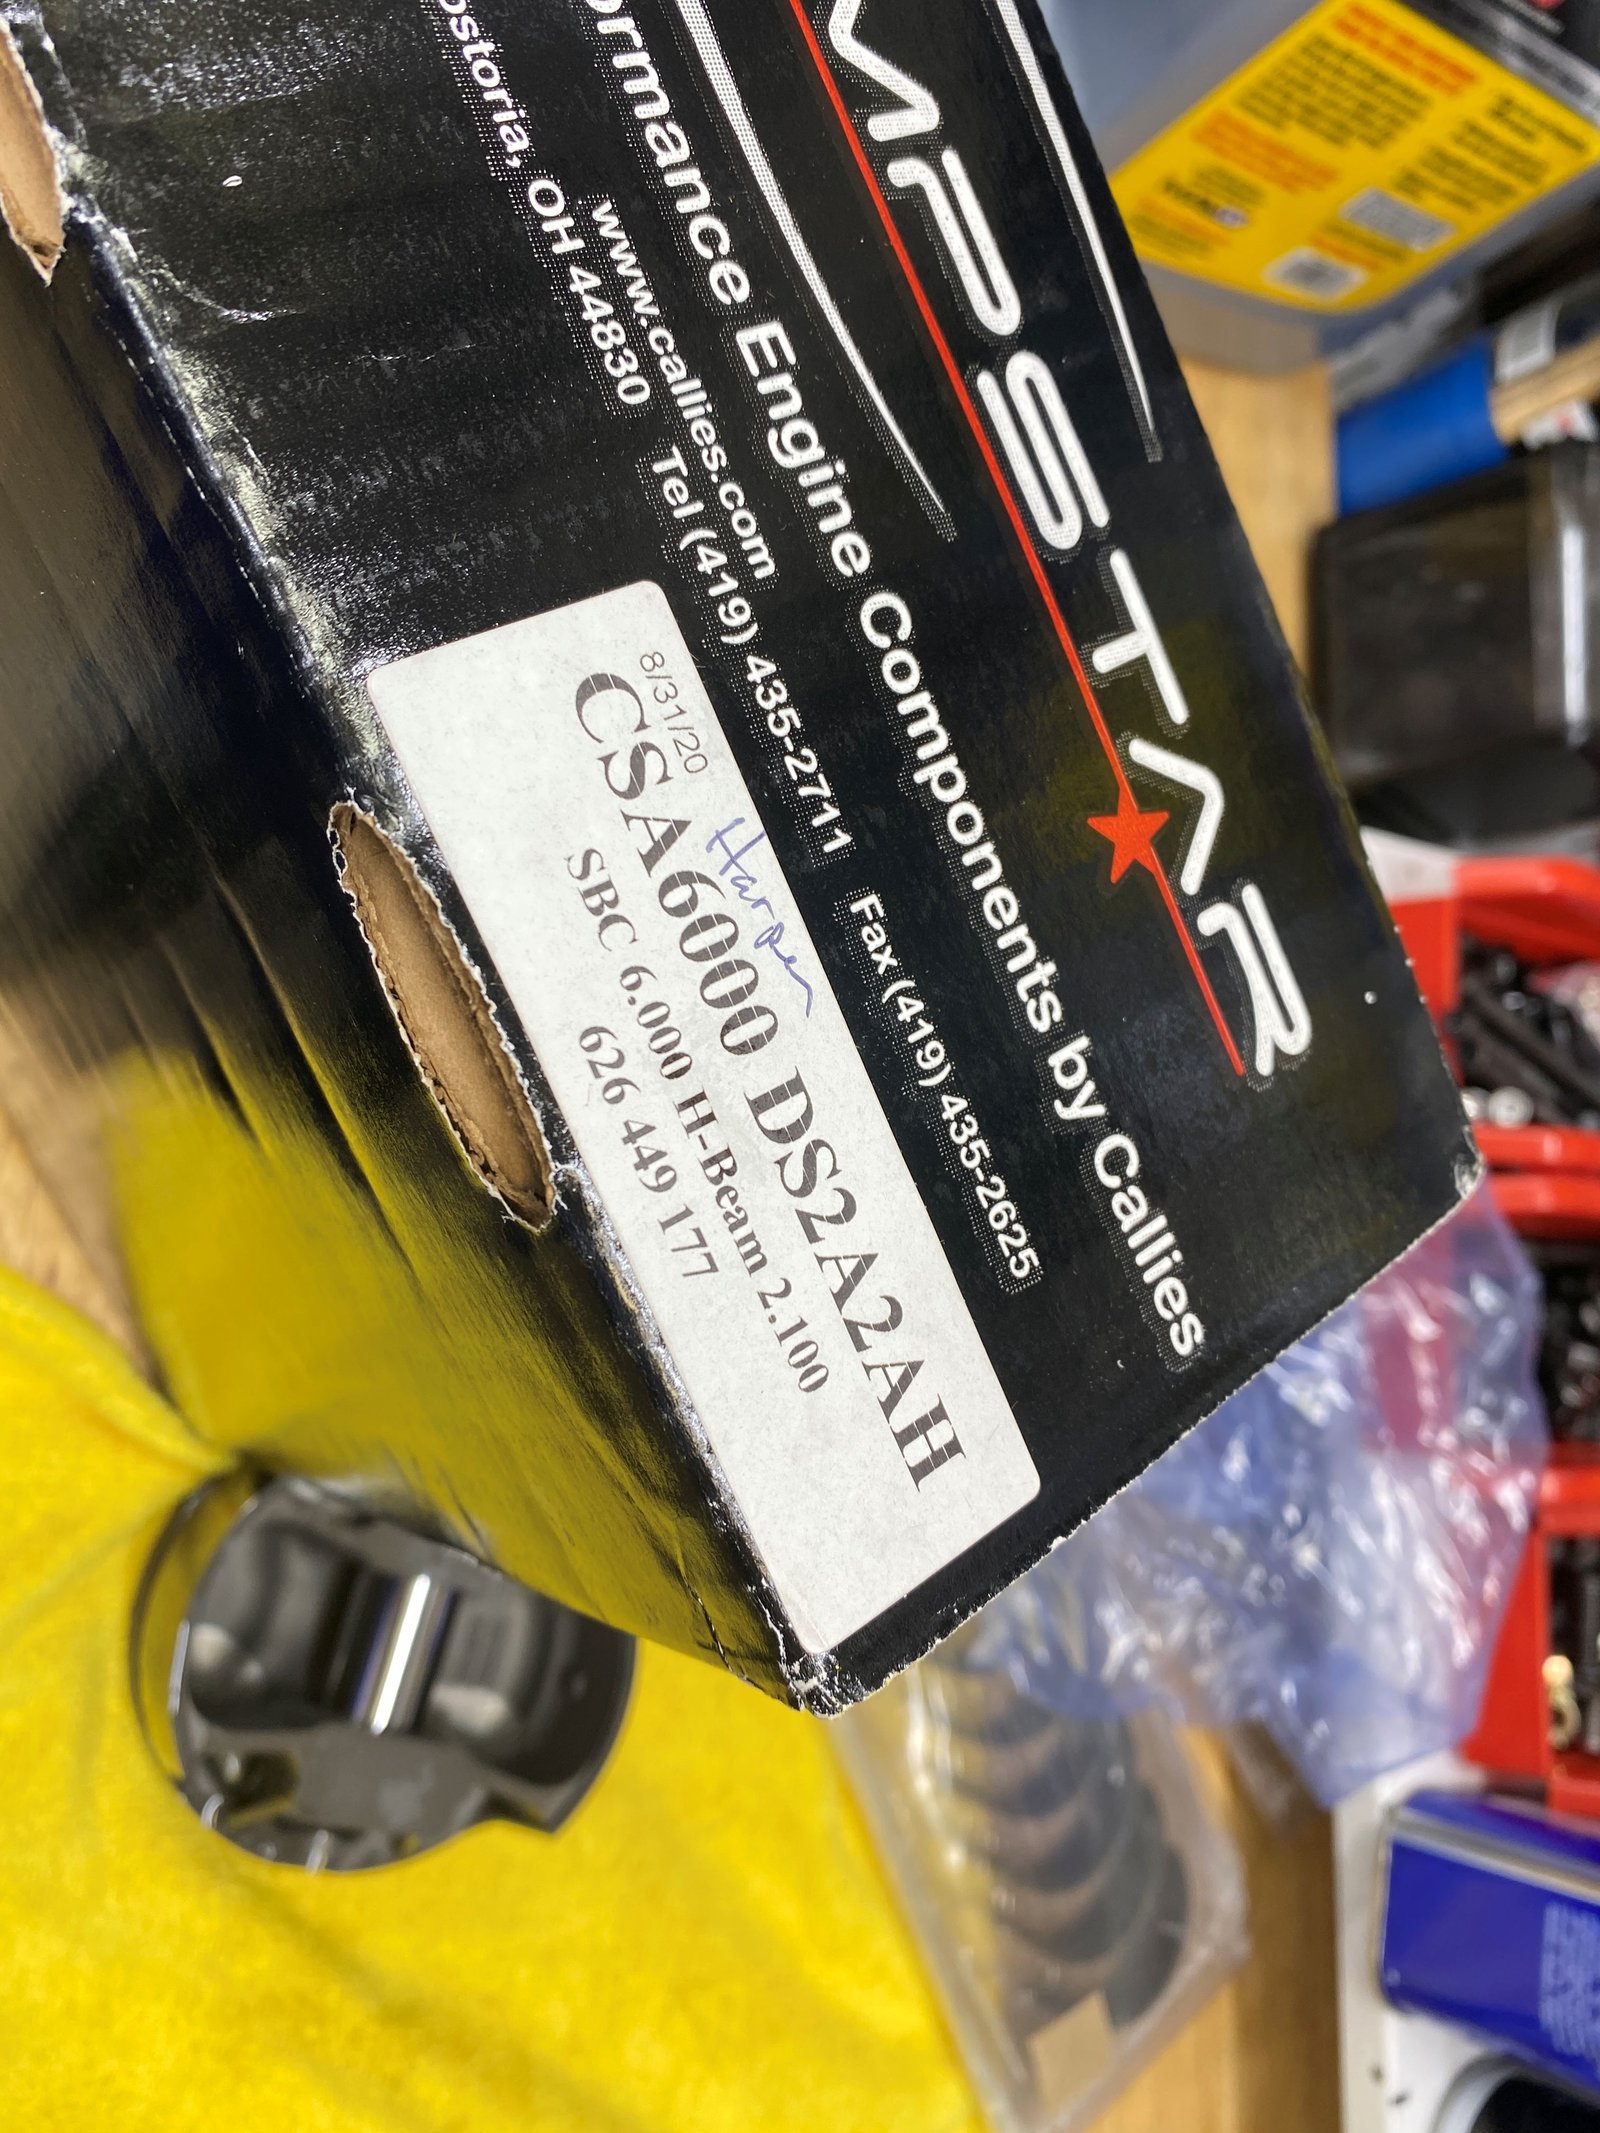 MPSTAR
ormance Engine Components by Callies
www.callies.com
ostoria, OH 44830 Tel (419) 435-2711 Fax (419) 435-2625
8/31/20
Harper
CSA6000 DS2A2AH
SBC 6.000 H-Beam 2.100
626 449 177